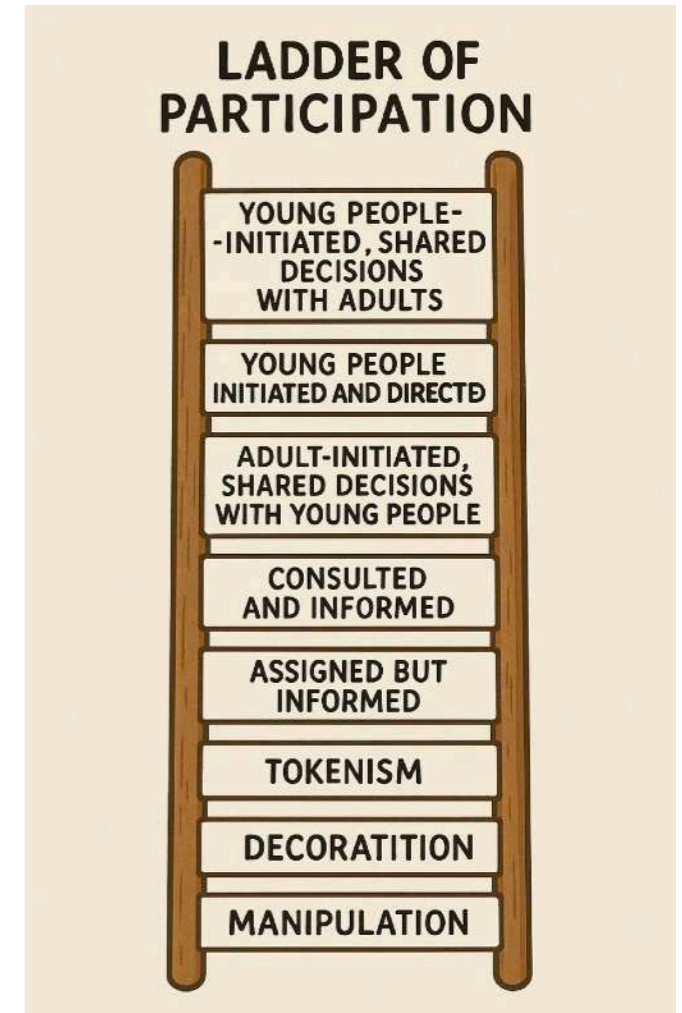 LADDER OF
PARTICIPATION
YOUNG PEOPLE-
-INITIATED, SHARED
DECISIONS
WITH ADULTS
YOUNG PEOPLE
INITIATED AND DIRECTD
ADULT-INITIATED,
SHARED DECISIONS
WITH YOUNG PEOPLE
CONSULTED
AND INFORMED
ASSIGNED BUT
INFORMED
TOKENISM
DECORATITION
MANIPULATION